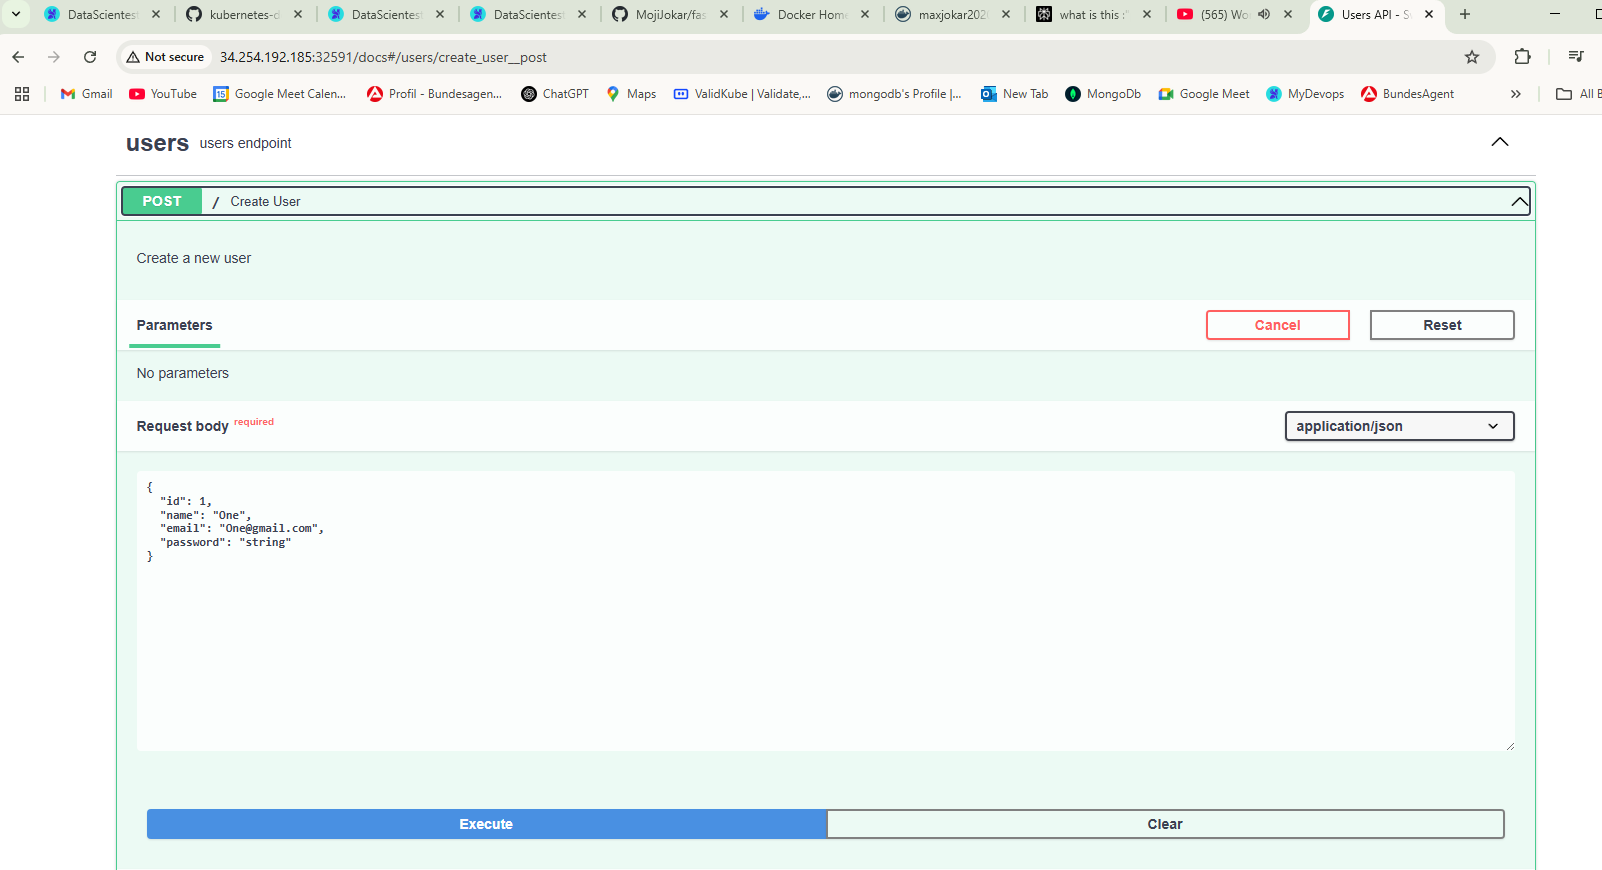 DataScientest
kubernetes-d
DataScientest
DataScientest
MojiJokar/fas
Docker Home
maxjokar202
what is this :"
(565) Wo
Users API - S
Not secure
34.254.192.185:32591/docs#/users/create_user__post
Gmail
YouTube
15
Google Meet Calen...
Profil - Bundesagen...
ChatGPT
Maps
ValidKube | Validate,...
mongodb's Profile |...
New Tab
MongoDb
Google Meet
MyDevops
BundesAgent
All B
users users endpoint
POST / Create User
Create a new user
Parameters
Cancel
Reset
No parameters
Request body required
application/json
{
"id": 1,
"name": "One",
"email": "One@gmail.com",
"password": "string"
}
Execute
Clear